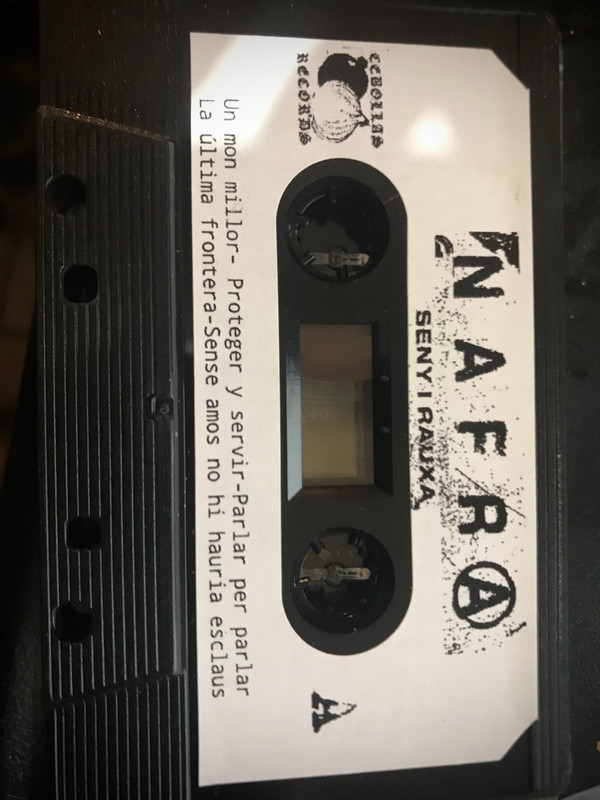 NAFRA
SENY I RAUXA
CEBOLLAS
RECORDS
A
Un mon millor- Proteger y servir-Parlar per parlar
La última frontera-Sense amos no hi hauria esclaus